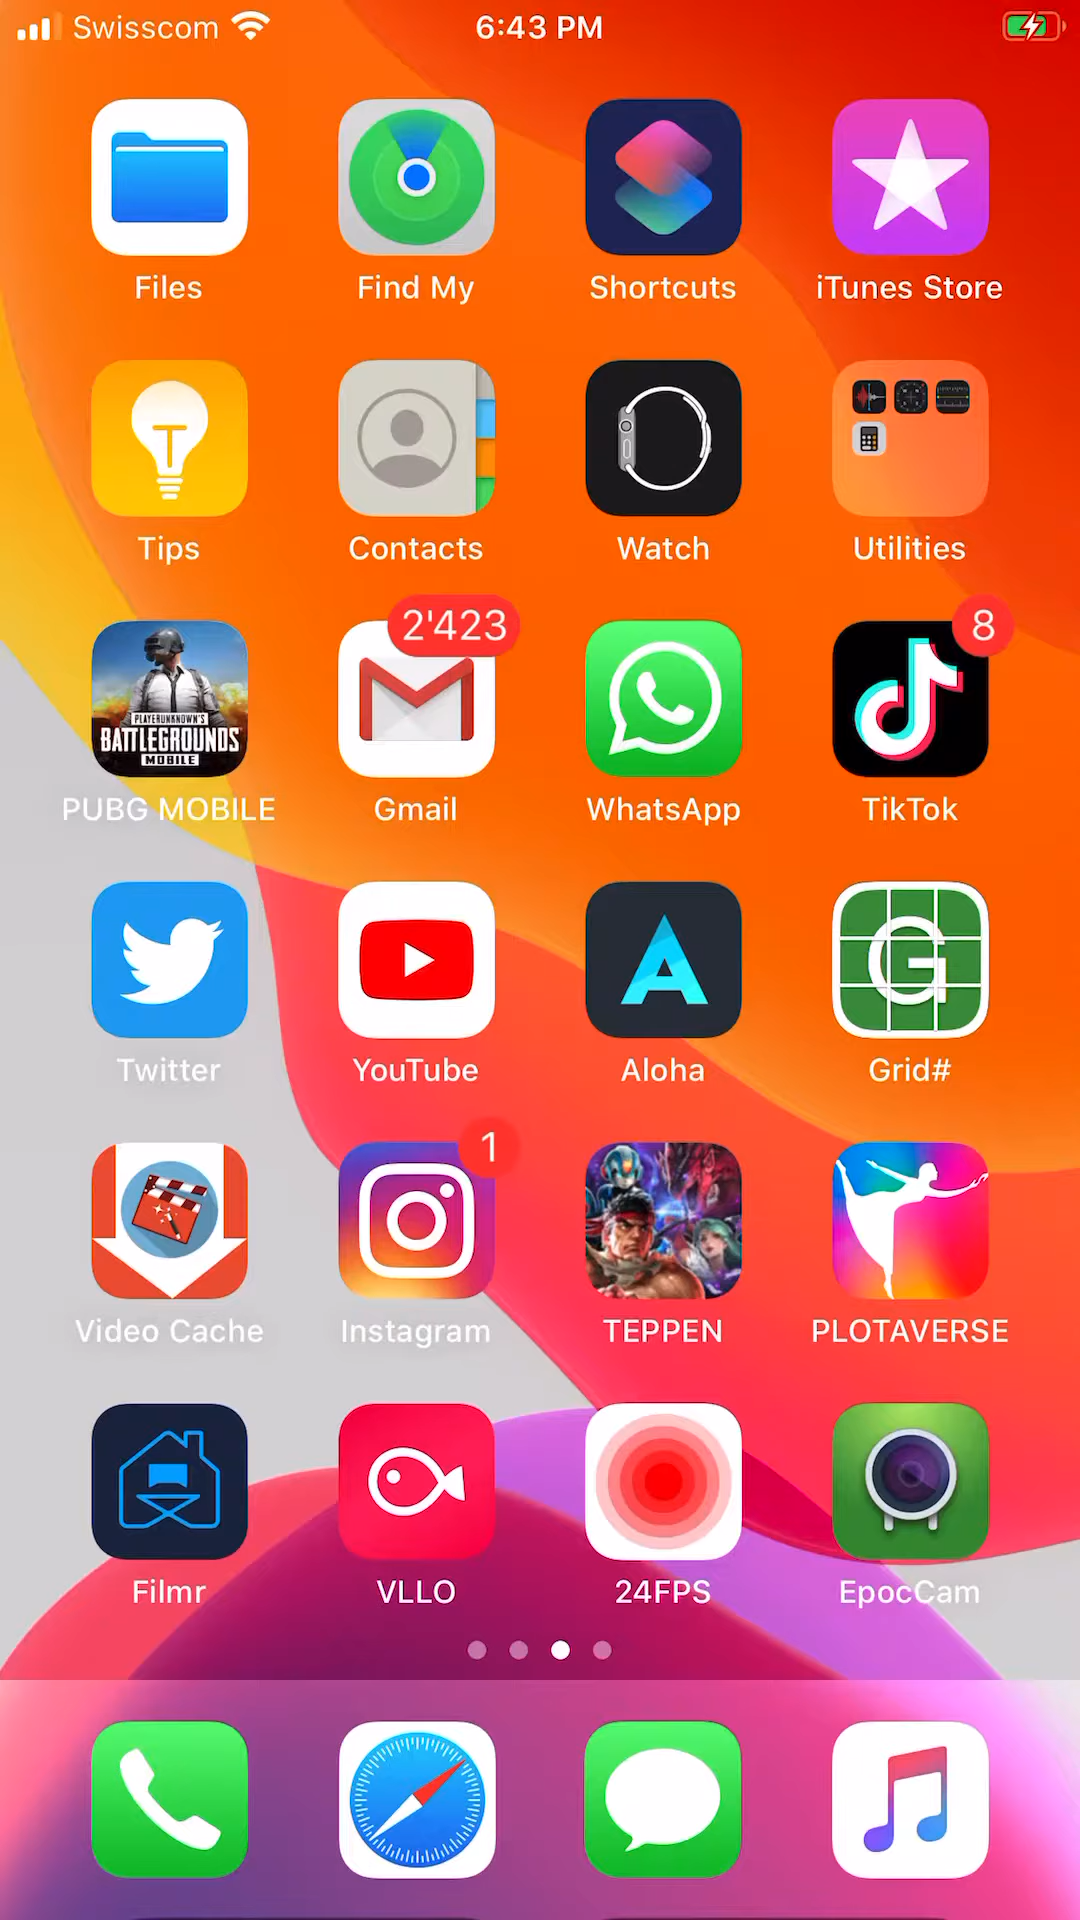 Swisscom 6:43 PM
Files Find My Shortcuts iTunes Store
Tips Contacts Watch Utilities
2'423 8
PLAYERUNKNOWN'S
BATTLEGROUNDS
MOBILE
PUBG MOBILE Gmail WhatsApp TikTok
A G
Twitter YouTube Aloha Grid#
1
Video Cache Instagram TEPPEN PLOTAVERSE
Filmr VLLO 24FPS EpocCam